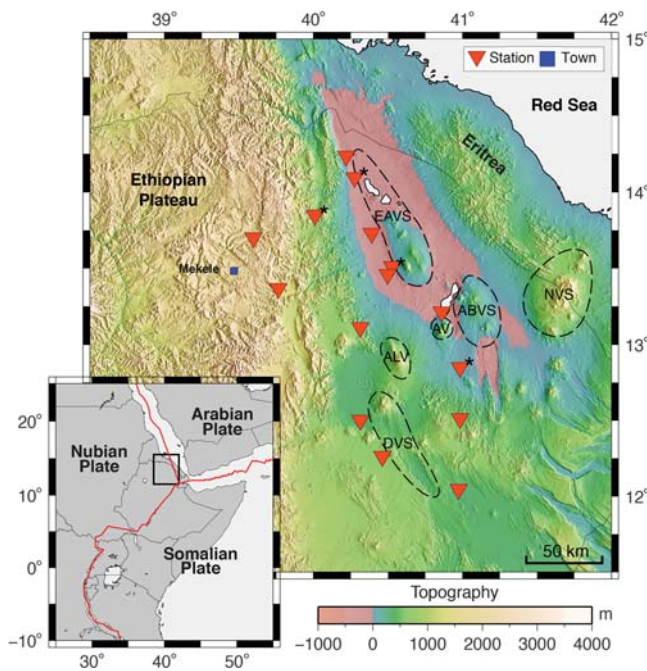 39° 40° 41° 42°
15°
Station Town
Red Sea
Eritrea
14°
Ethiopian
Plateau
*
*
EAVS
Mekele
*
NVS
ABVS
AV
13°
ALV
*
DVS
12°
50 km
20°
Arabian
Plate
Nubian
Plate
10°
Somalian
Plate
0°
−10°
30° 40° 50°
Topography
m
−1000 0 1000 2000 3000 4000